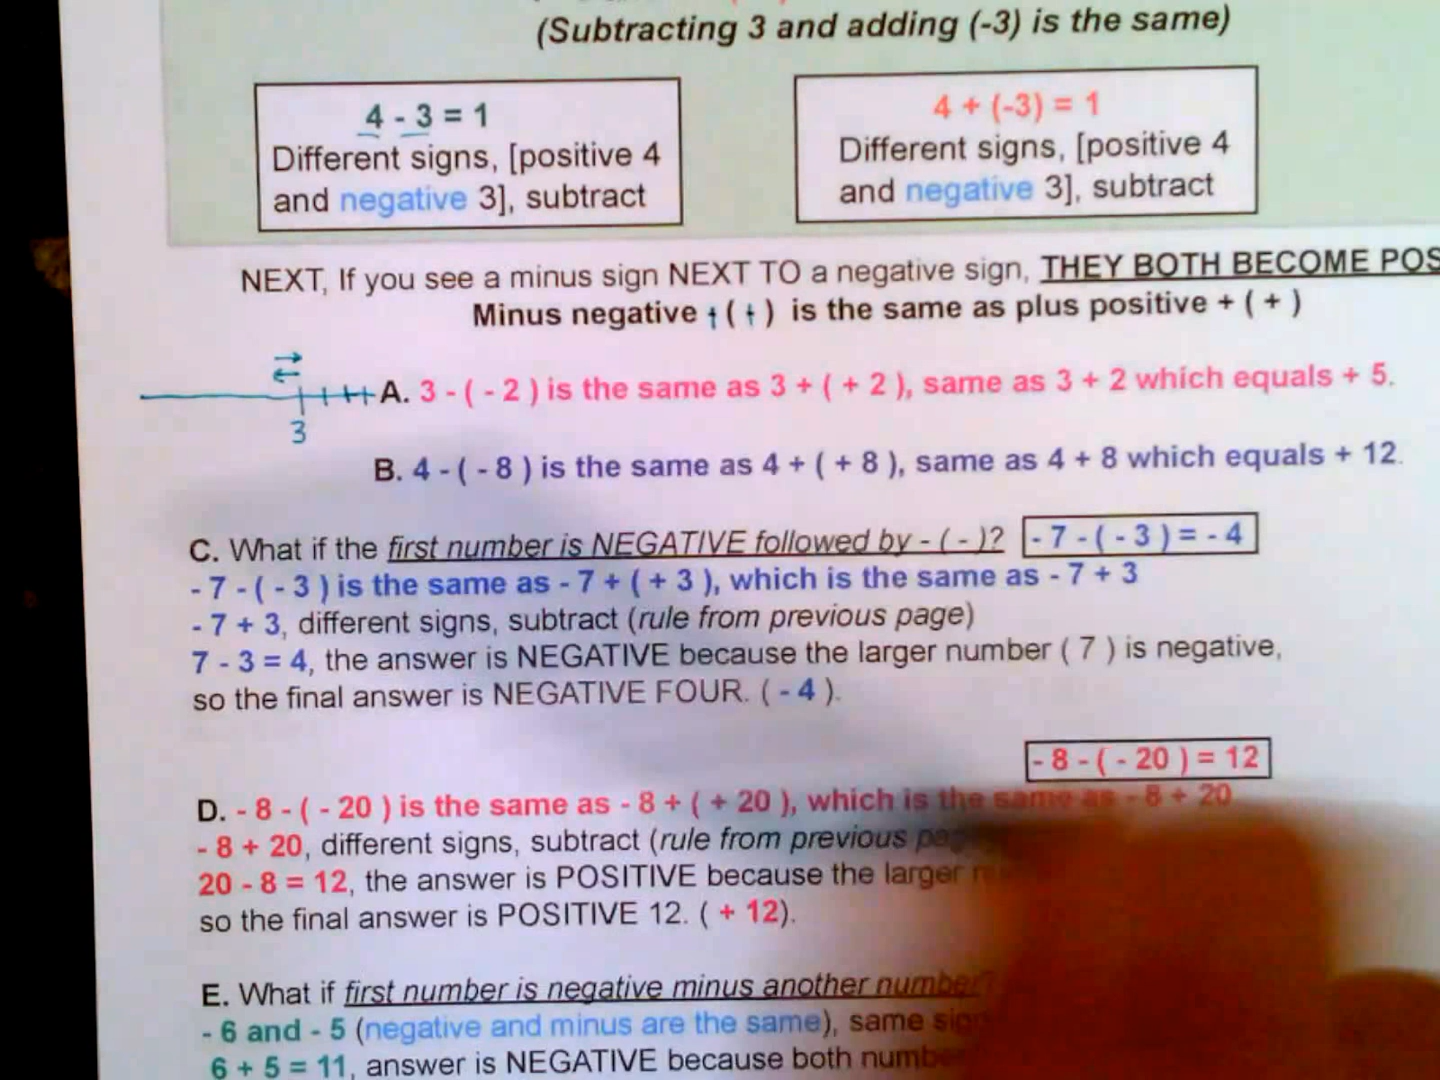 (Subtracting 3 and adding (-3) is the same)
4 - 3 = 1
Different signs, [positive 4
and negative 3], subtract
4 + (-3) = 1
Different signs, [positive 4
and negative 3], subtract
NEXT, If you see a minus sign NEXT TO a negative sign, THEY BOTH BECOME POS
Minus negative + ( + ) is the same as plus positive + ( + )
A. 3 - ( - 2 ) is the same as 3 + ( + 2 ), same as 3 + 2 which equals + 5.
3
B. 4 - ( - 8 ) is the same as 4 + ( + 8 ), same as 4 + 8 which equals + 12.
C. What if the first number is NEGATIVE followed by - ( - )? - 7 - ( - 3 ) = - 4
- 7 - ( - 3 ) is the same as - 7 + ( + 3 ), which is the same as - 7 + 3
- 7 + 3, different signs, subtract (rule from previous page)
7 - 3 = 4, the answer is NEGATIVE because the larger number ( 7 ) is negative,
so the final answer is NEGATIVE FOUR. ( - 4 ).
- 8 - ( - 20 ) = 12
D. - 8 - ( - 20 ) is the same as - 8 + ( + 20 ), which is the same as - 8 + 20
- 8 + 20, different signs, subtract (rule from previous
20 - 8 = 12, the answer is POSITIVE because the larger
so the final answer is POSITIVE 12. ( + 12).
E. What if first number is negative minus another number
- 6 and - 5 (negative and minus are the same), same
6 + 5 = 11, answer is NEGATIVE because both